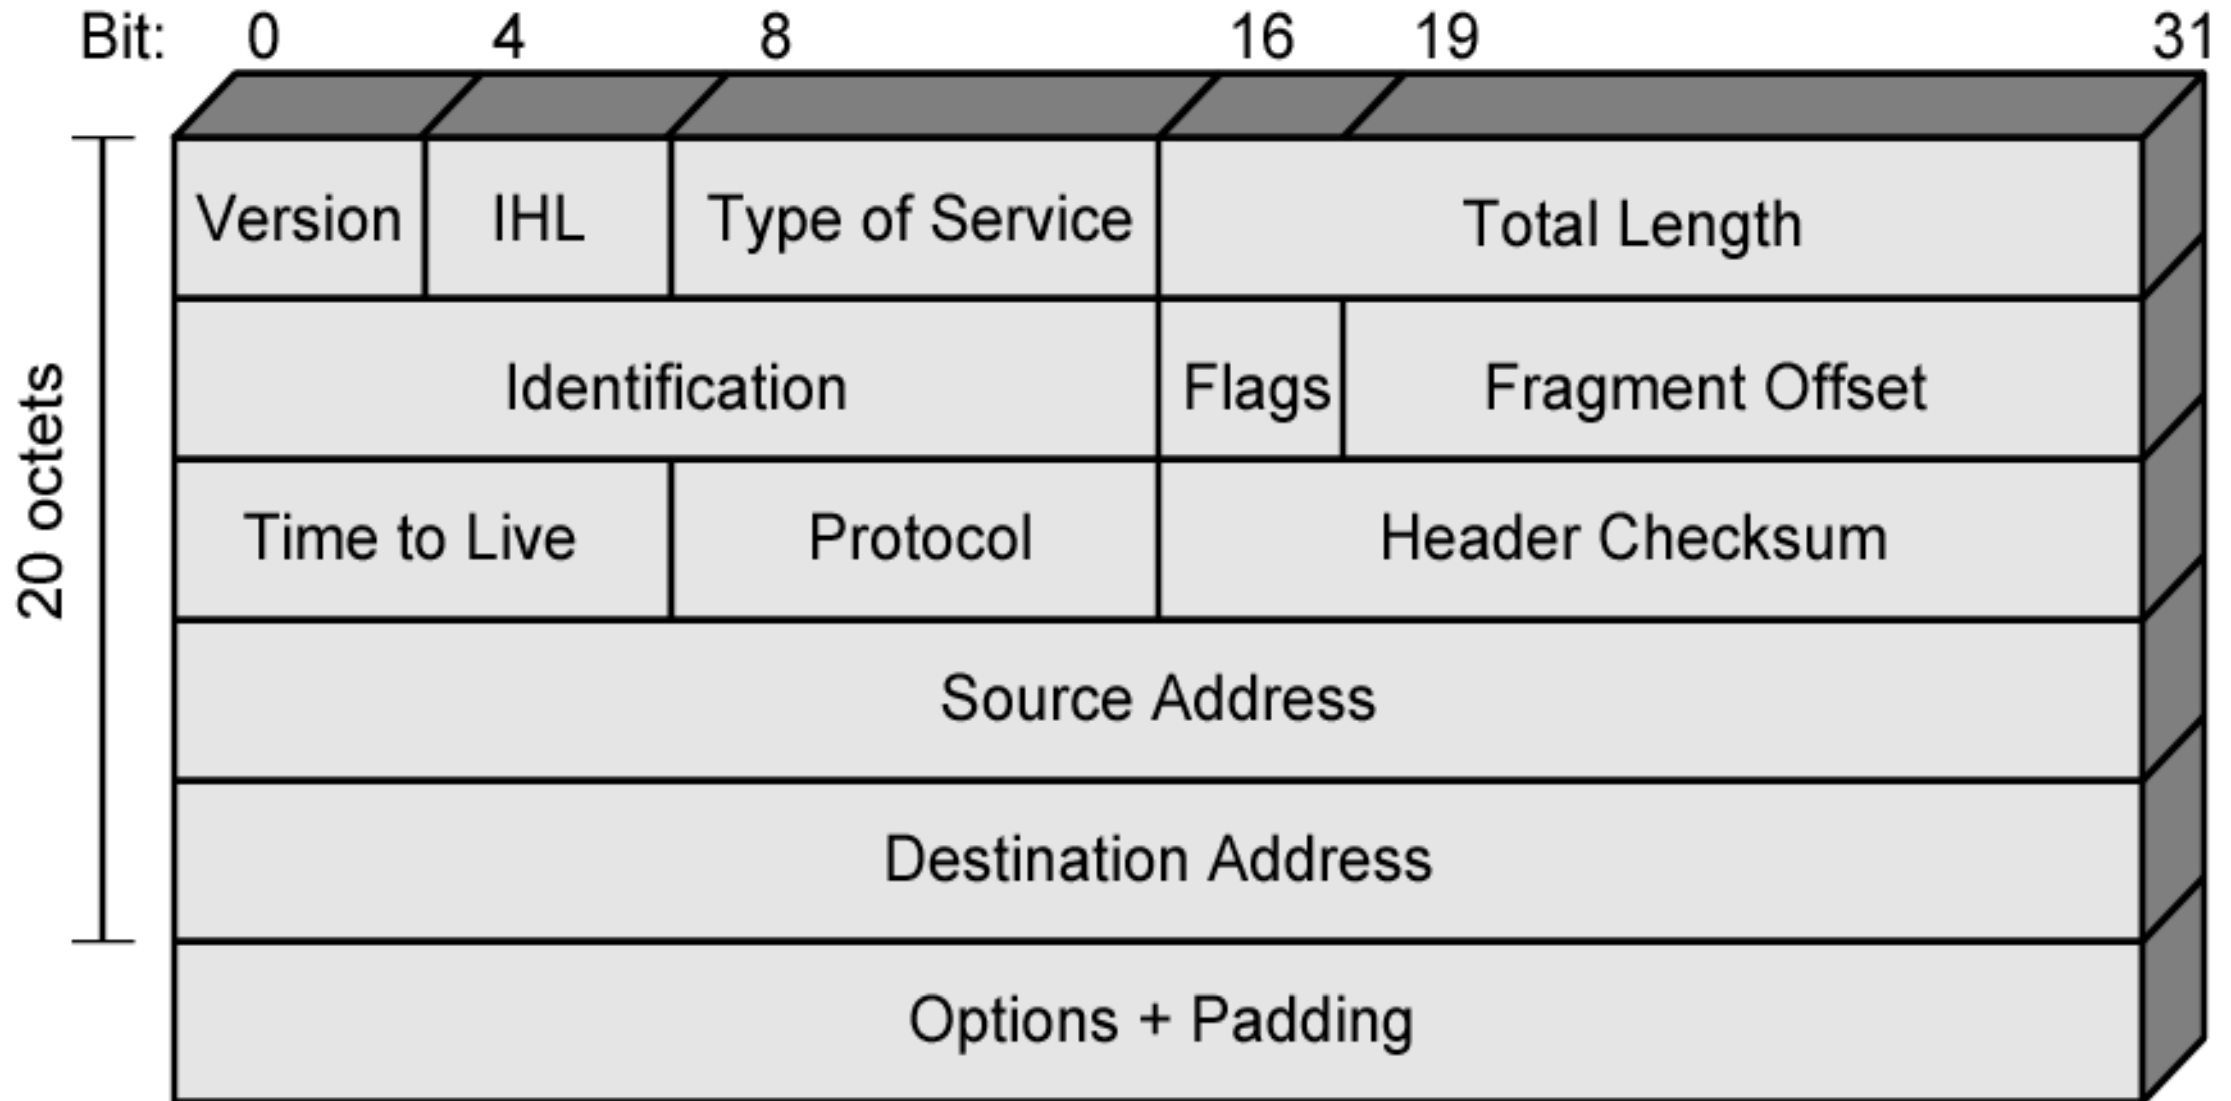 Bit: 0 4 8 16 19 31
Version IHL Type of Service Total Length
Identification Flags Fragment Offset
Time to Live Protocol Header Checksum
Source Address
Destination Address
Options + Padding
20 octets